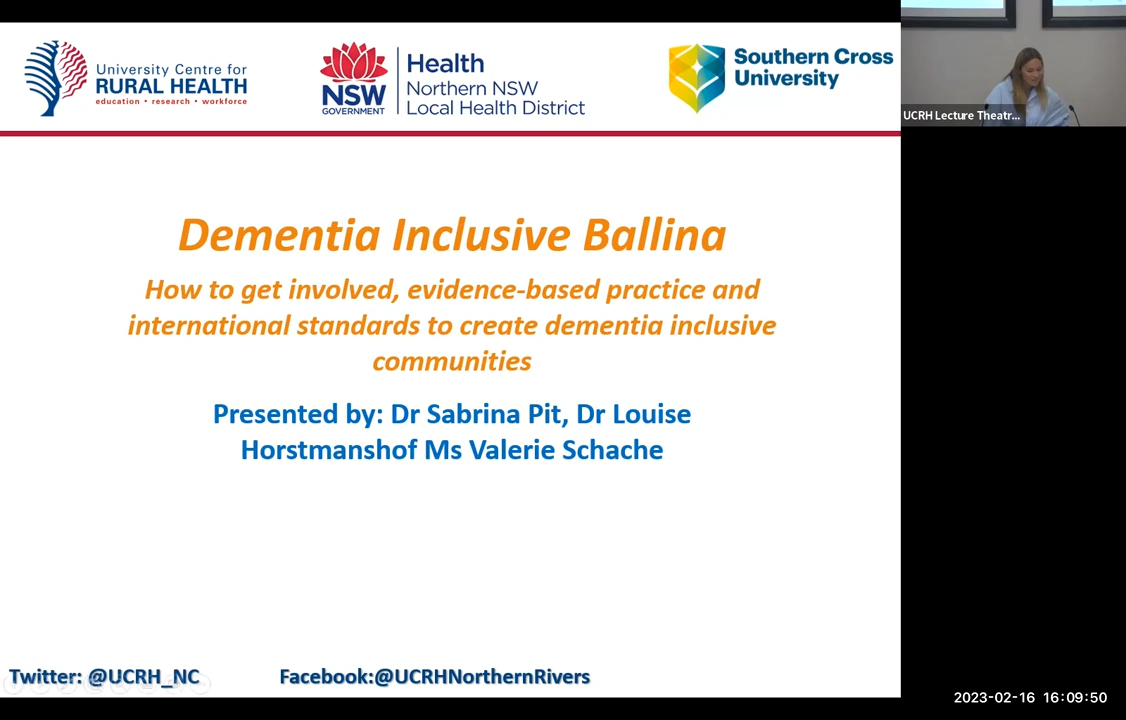 University Centre for
RURAL HEALTH
education • research • workforce
NSW
GOVERNMENT
Health
Northern NSW
Local Health District
Southern Cross
University
UCRH Lecture Theatr...
Dementia Inclusive Ballina
How to get involved, evidence-based practice and
international standards to create dementia inclusive
communities
Presented by: Dr Sabrina Pit, Dr Louise
Horstmanshof Ms Valerie Schache
Twitter: @UCRH_NC
Facebook:@UCRHNorthernRivers
2023-02-16 16:09:50